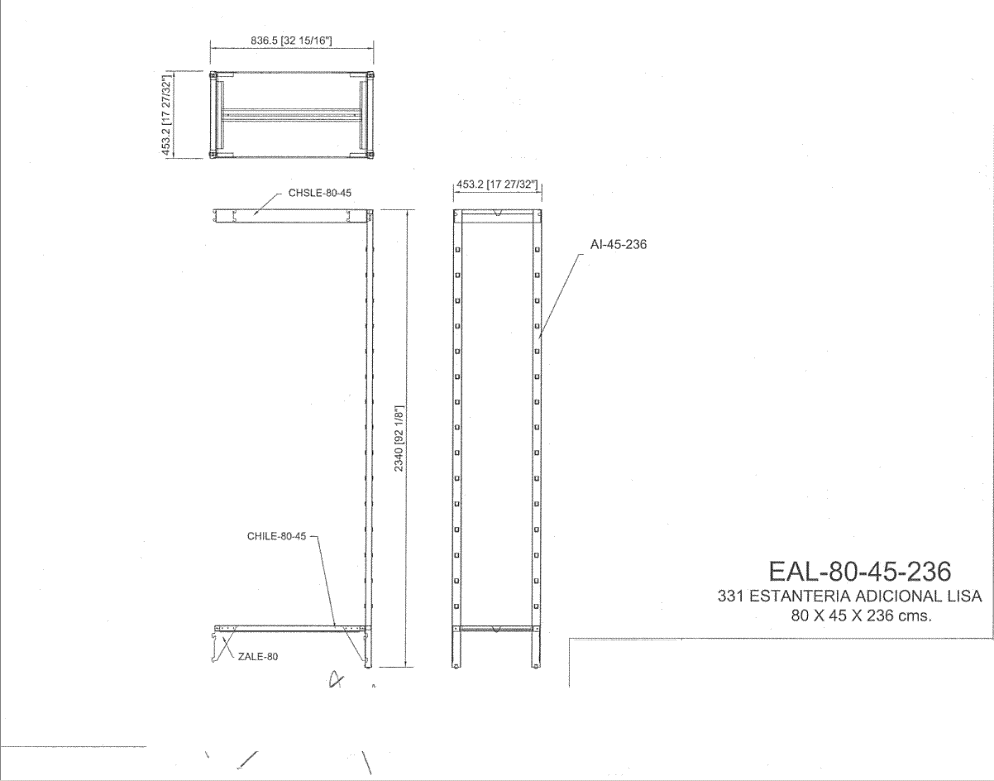 836.5 [32 15/16"]
453.2 [17 27/32"]
CHSLE-80-45
453.2 [17 27/32"]
AI-45-236
2340 [92 1/8"]
CHILE-80-45
ZALE-80
EAL-80-45-236
331 ESTANTERIA ADICIONAL LISA
80 X 45 X 236 cms.